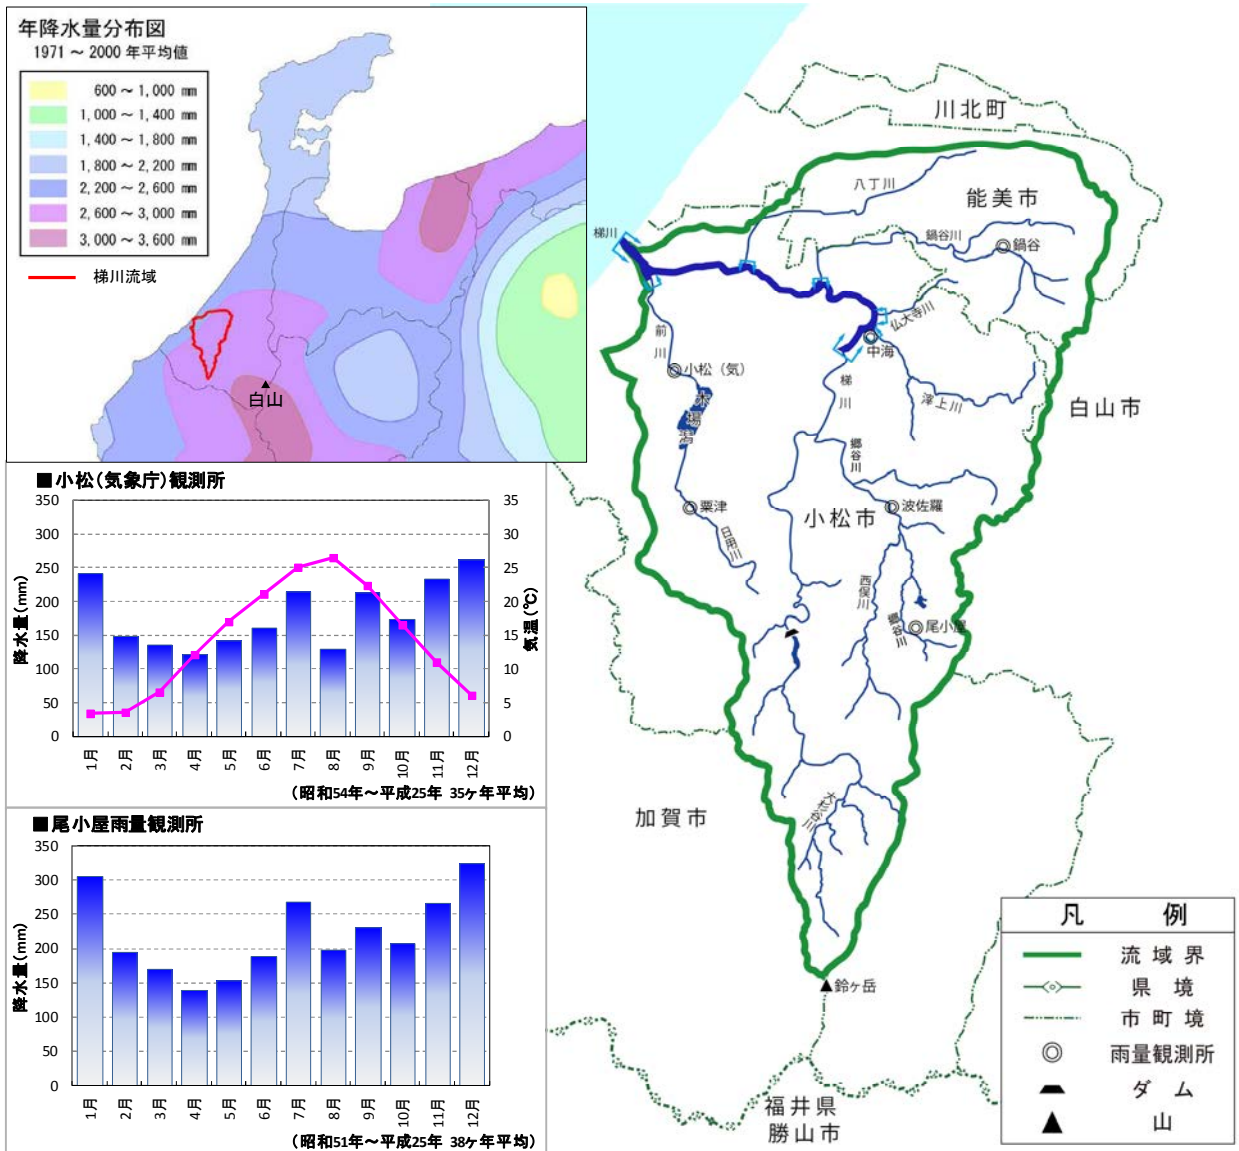 年降水量分布図
1971 ～ 2000 年平均値
600 ～ 1,000 mm
1,000 ～ 1,400 mm
1,400 ～ 1,800 mm
1,800 ～ 2,200 mm
2,200 ～ 2,600 mm
2,600 ～ 3,000 mm
3,000 ～ 3,600 mm
梯川流域
白山
■小松(気象庁)観測所
降水量(mm)
350
300
250
200
150
100
50
0
気温(℃)
35
30
25
20
15
10
5
0
1月
2月
3月
4月
5月
6月
7月
8月
9月
10月
11月
12月
(昭和54年～平成25年 35ヶ年平均)
■尾小屋雨量観測所
降水量(mm)
350
300
250
200
150
100
50
0
1月
2月
3月
4月
5月
6月
7月
8月
9月
10月
11月
12月
(昭和51年～平成25年 38ヶ年平均)
川北町
八丁川
能美市
梯川
鍋谷川
鍋谷
仏大寺川
前川
中海
小松（気）
梯川
滓上川
白山市
木場潟
郷谷川
粟津
波佐羅
小松市
日用川
西俣川
郷谷川
尾小屋
加賀市
大杉谷川
鈴ヶ岳
福井県
勝山市
凡例
流域界
県境
市町境
雨量観測所
ダム
山